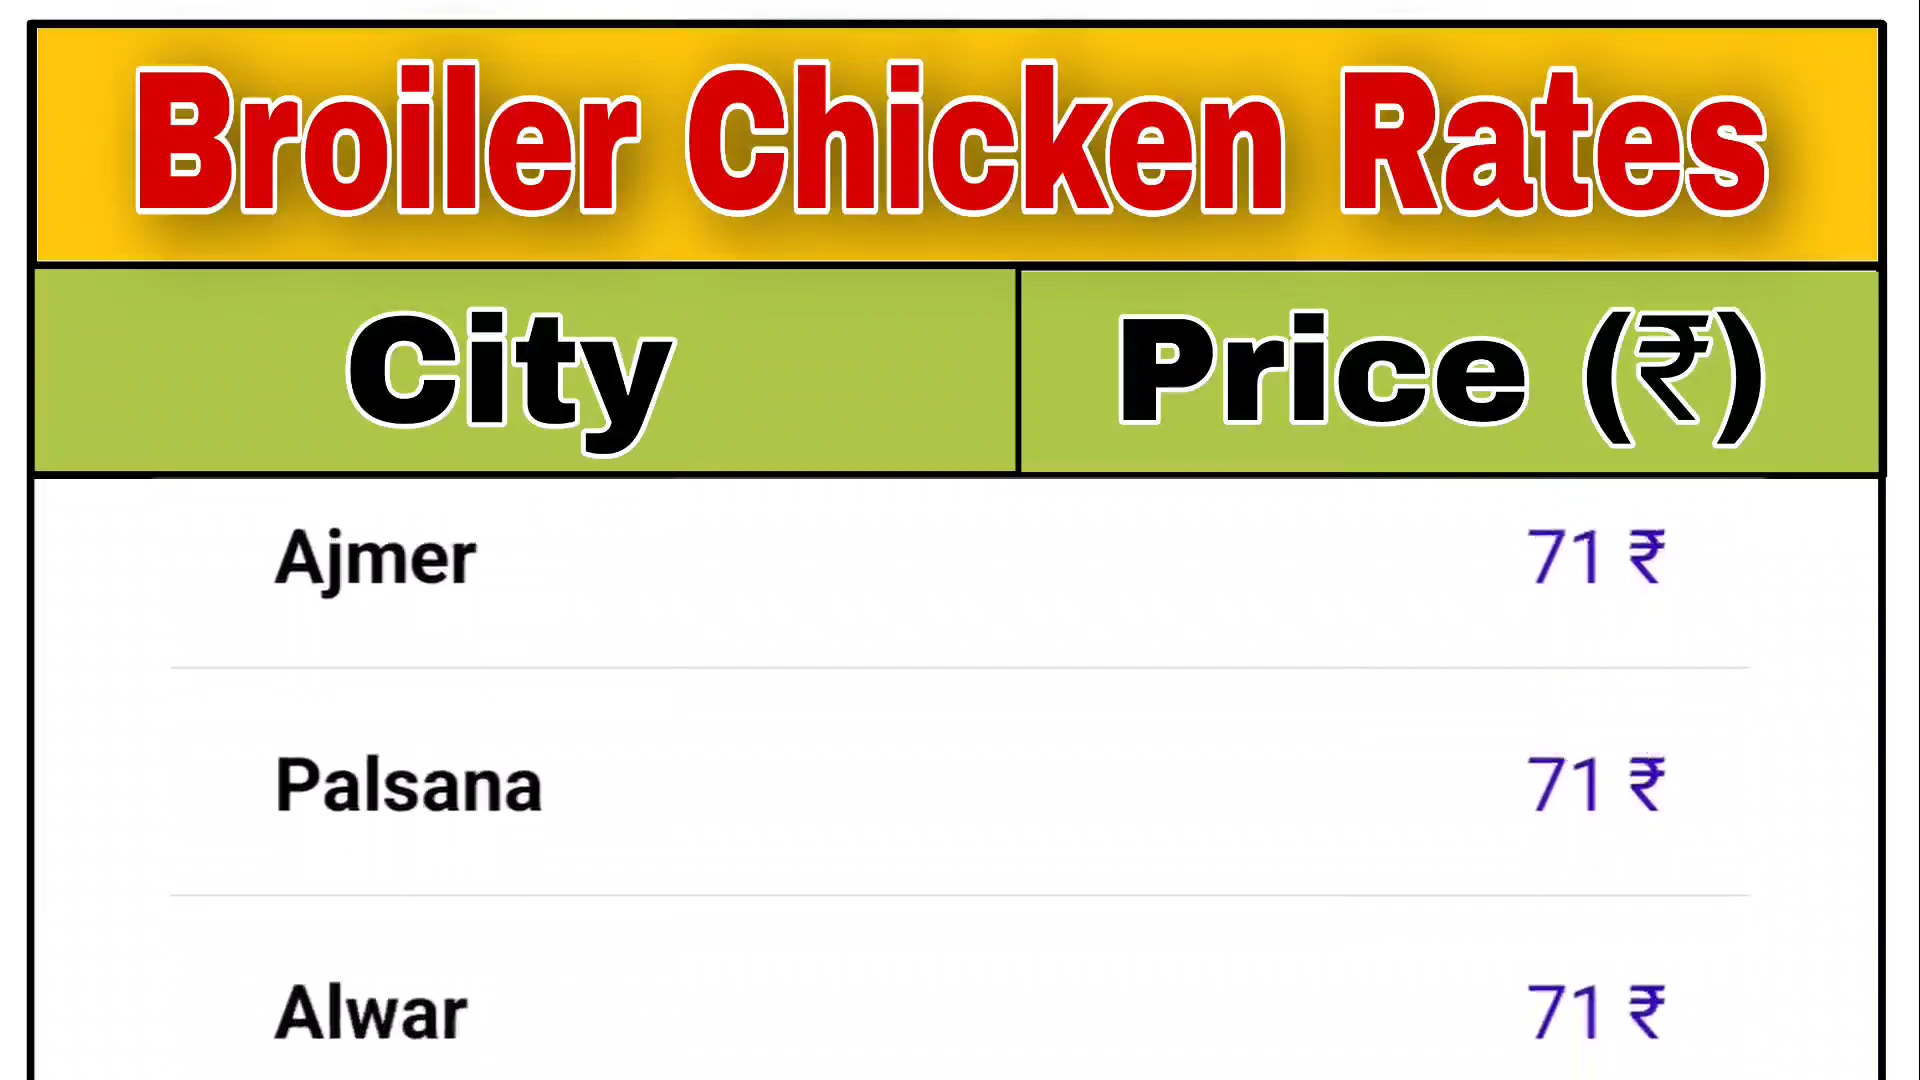 Broiler Chicken Rates
City Price (₹)
Ajmer 71 ₹
Palsana 71 ₹
Alwar 71 ₹